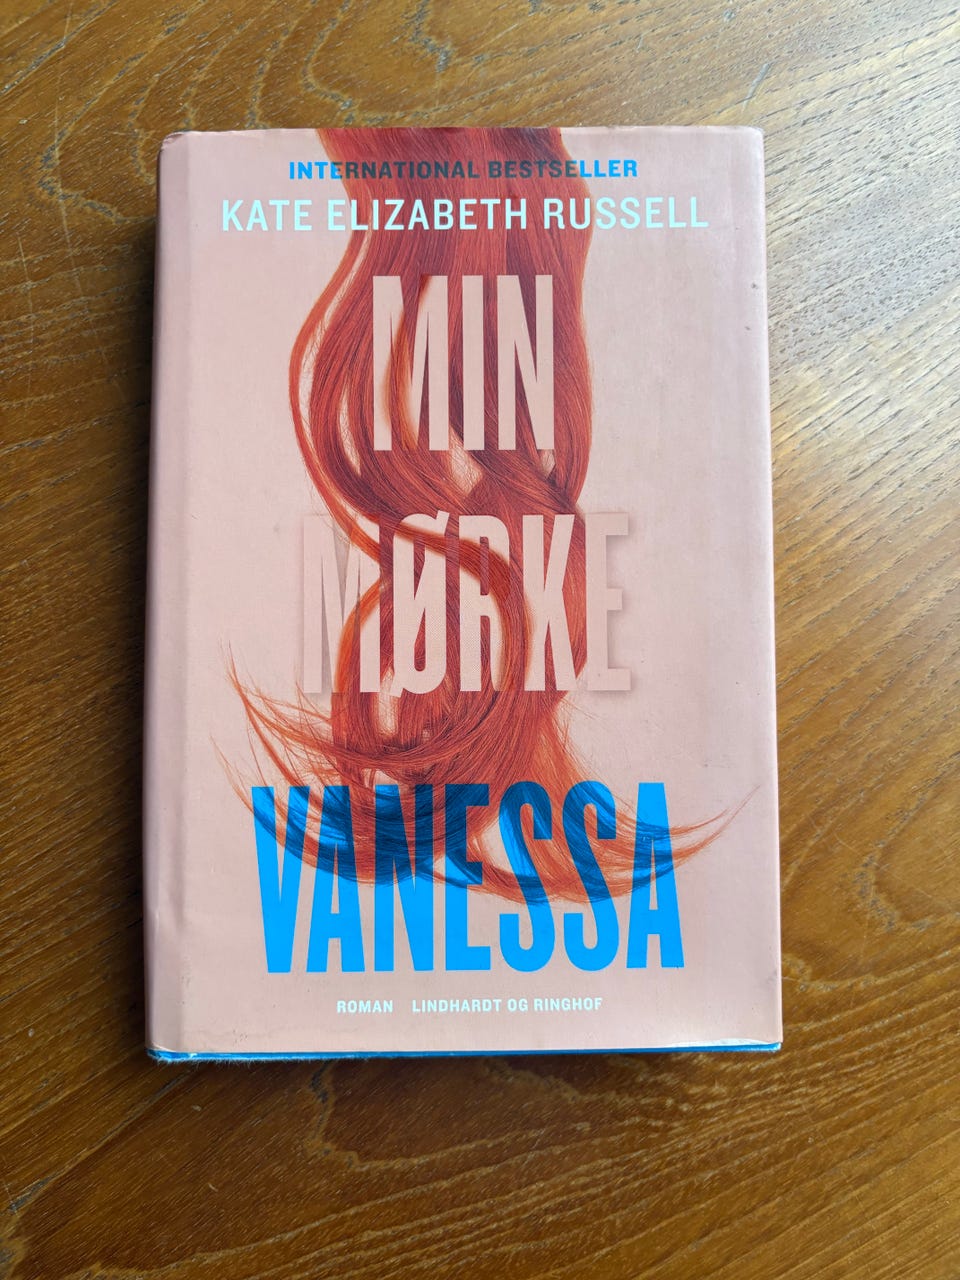 INTERNATIONAL BESTSELLER
KATE ELIZABETH RUSSELL
MIN
MØRKE
VANESSA
ROMAN LINDHARDT OG RINGHOF